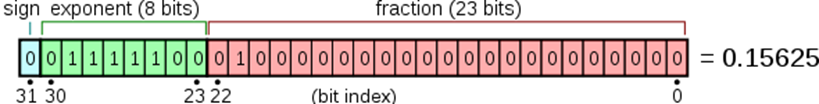 sign exponent (8 bits) fraction (23 bits)
0 0 1 1 1 1 1 0 0 0 1 0 0 0 0 0 0 0 0 0 0 0 0 0 0 0 0 0 0 0 0 0 = 0.15625
31 30 23 22 (bit index) 0